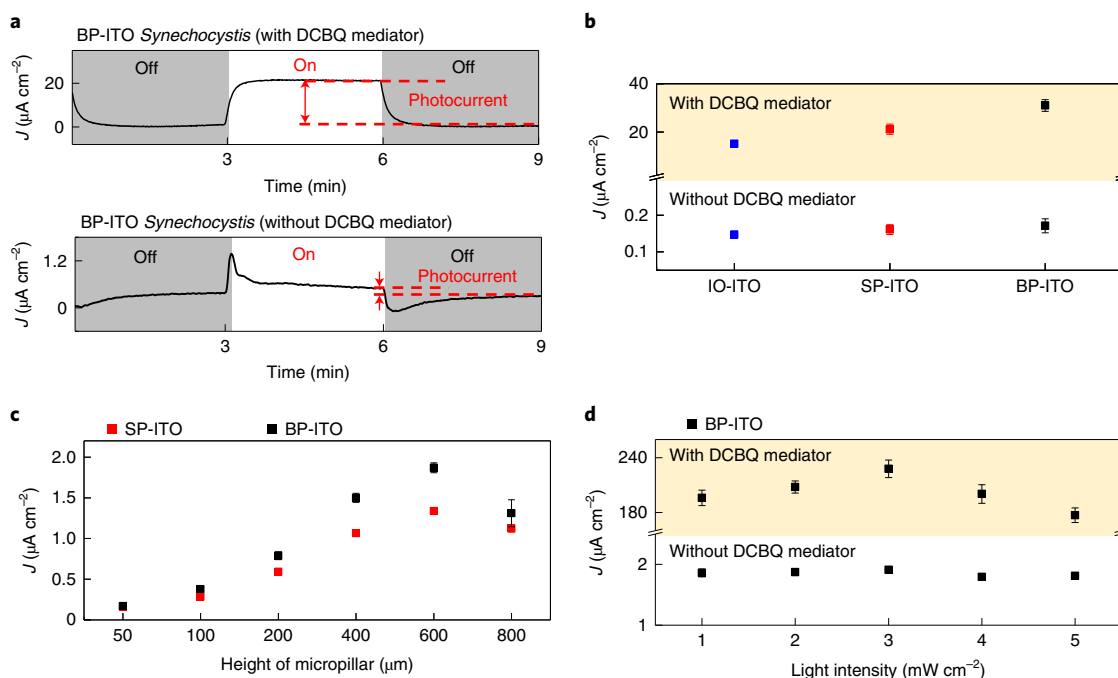 a
BP-ITO Synechocystis (with DCBQ mediator)
Off
On
Off
Photocurrent
20
0
J (μA cm−2)
3
6
9
Time (min)
BP-ITO Synechocystis (without DCBQ mediator)
Off
On
Off
Photocurrent
1.2
0
J (μA cm−2)
3
6
9
Time (min)
b
40
With DCBQ mediator
20
Without DCBQ mediator
0.2
0.1
J (μA cm−2)
IO-ITO
SP-ITO
BP-ITO
c
SP-ITO
BP-ITO
2.0
1.5
1.0
0.5
0
J (μA cm−2)
50
100
200
400
600
800
Height of micropillar (μm)
d
BP-ITO
240
With DCBQ mediator
180
Without DCBQ mediator
2
1
J (μA cm−2)
1
2
3
4
5
Light intensity (mW cm−2)